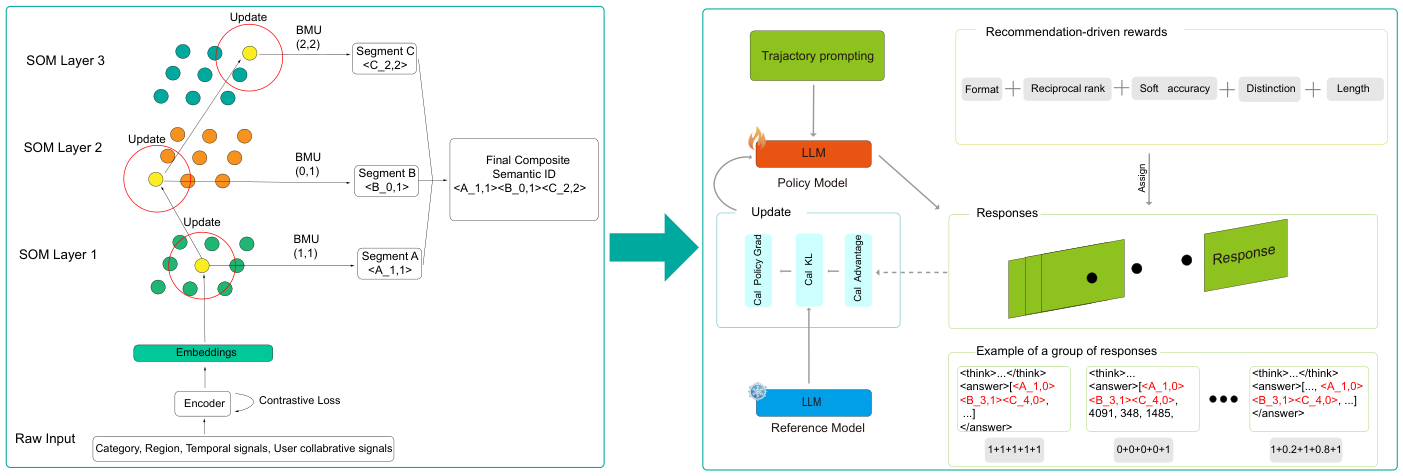 Update
BMU
(2,2)
Segment C
<C_2,2>
SOM Layer 3
Update
SOM Layer 2
BMU
(0,1)
Segment B
<B_0,1>
Final Composite
Semantic ID
<A_1,1><B_0,1><C_2,2>
Update
SOM Layer 1
BMU
(1,1)
Segment A
<A_1,1>
Embeddings
Encoder
Contrastive Loss
Raw Input
Category, Region, Temporal signals, User collabrative signals
Trajactory prompting
LLM
Policy Model
Update
Cal Policy Grad
Cal KL
Cal Advantage
LLM
Reference Model
Recommendation-driven rewards
Format + Reciprocal rank + Soft accuracy + Distinction + Length
Assign
Responses
Response
Example of a group of responses
<think>...</think>
<answer>[<A_1,0>
<B_3,1><C_4,0>,
...]
</answer>
1+1+1+1+1
<think>...
<answer>[<A_1,0>
<B_3,1><C_4,0>,
4091, 348, 1485,
0+0+0+0+1
<think>...</think>
<answer>[..., <A_1,0>
<B_3,1><C_4,0>, ...]
</answer>
1+0.2+1+0.8+1